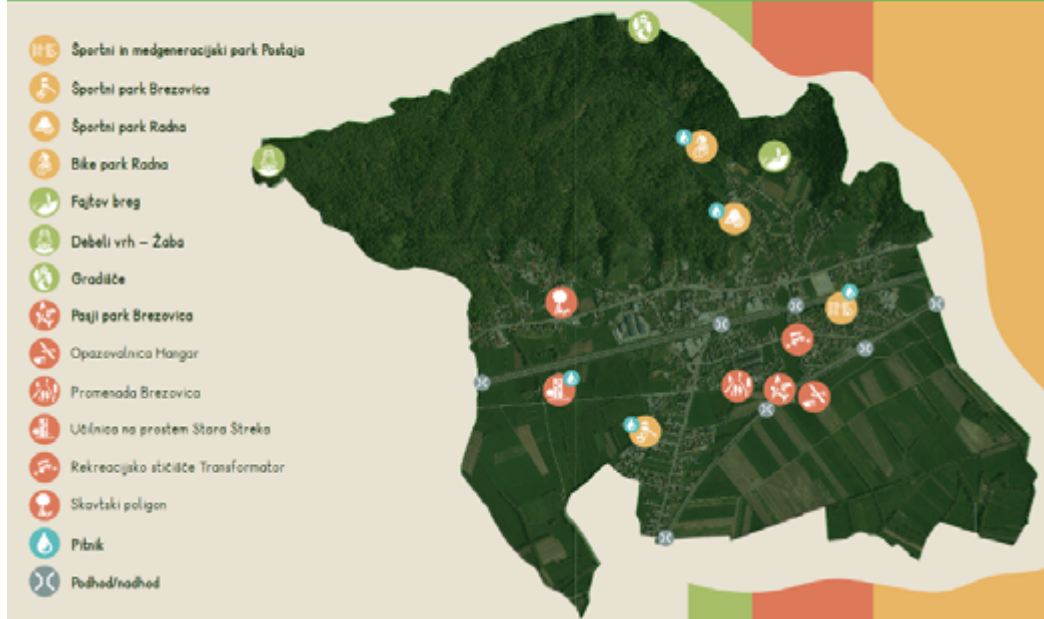 Športni in medgeneracijski park Postaja
Športni park Brezovica
Športni park Radna
Bike park Radna
Fajtov breg
Debeli vrh – Žaba
Gradišče
Pasji park Brezovica
Opazovalnica Hangar
Promenada Brezovica
Učilnica na prostem Stara Štreka
Rekreacijsko stičišče Transformator
Skavtski poligon
Pitnik
Podhod/nadhod